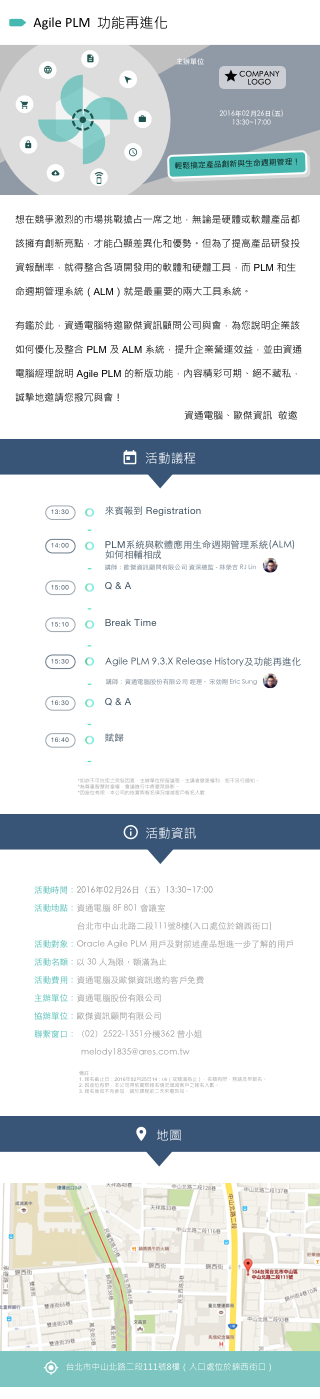 Agile PLM 功能再進化
主辦單位
COMPANY
LOGO
2016年02月26日(五)
13:30~17:00
輕鬆搞定產品創新與生命週期管理！
想在競爭激烈的市場挑戰搶占一席之地，無論是硬體或軟體產品都
該擁有創新亮點，才能凸顯差異化和優勢。但為了提高產品研發投
資報酬率，就得整合各項開發用的軟體和硬體工具，而 PLM 和生
命週期管理系統（ALM）就是最重要的兩大工具系統。
有鑑於此，資通電腦特邀歐傑資訊顧問公司與會，為您說明企業該
如何優化及整合 PLM 及 ALM 系統，提升企業營運效益，並由資通
電腦經理說明 Agile PLM 的新版功能，內容精彩可期、絕不藏私，
誠摯地邀請您撥冗與會！
資通電腦、歐傑資訊 敬邀
活動議程
13:30 來賓報到 Registration
14:00 PLM系統與軟體應用生命週期管理系統(ALM)
如何相輔相成
講師：歐傑資訊顧問有限公司 資深總監 - 林榮吉 RJ Lin
15:00 Q & A
15:10 Break Time
15:30 Agile PLM 9.3.X Release History及功能再進化
講師：資通電腦股份有限公司 經理 - 宋依剛 Eric Sung
16:30 Q & A
16:40 賦歸
活動資訊
活動時間：2016年02月26日（五）13:30~17:00
活動地點：資通電腦 8F 801 會議室
台北市中山北路二段111號8樓(入口處位於錦西街口)
活動對象：Oracle Agile PLM 用戶及對前述產品想進一步了解的用戶
活動名額：以 30 人為限，額滿為止
活動費用：資通電腦及歐傑資訊邀約客戶免費
主辦單位：資通電腦股份有限公司
協辦單位：歐傑資訊顧問有限公司
聯繫窗口：（02）2522-1351分機362 曾小姐
melody1835@ares.com.tw
備註：
地圖
錦西街
錦西街
104台灣台北市中山區
中山北路二段111號
台北市中山北路二段111號8樓（入口處位於錦西街口）